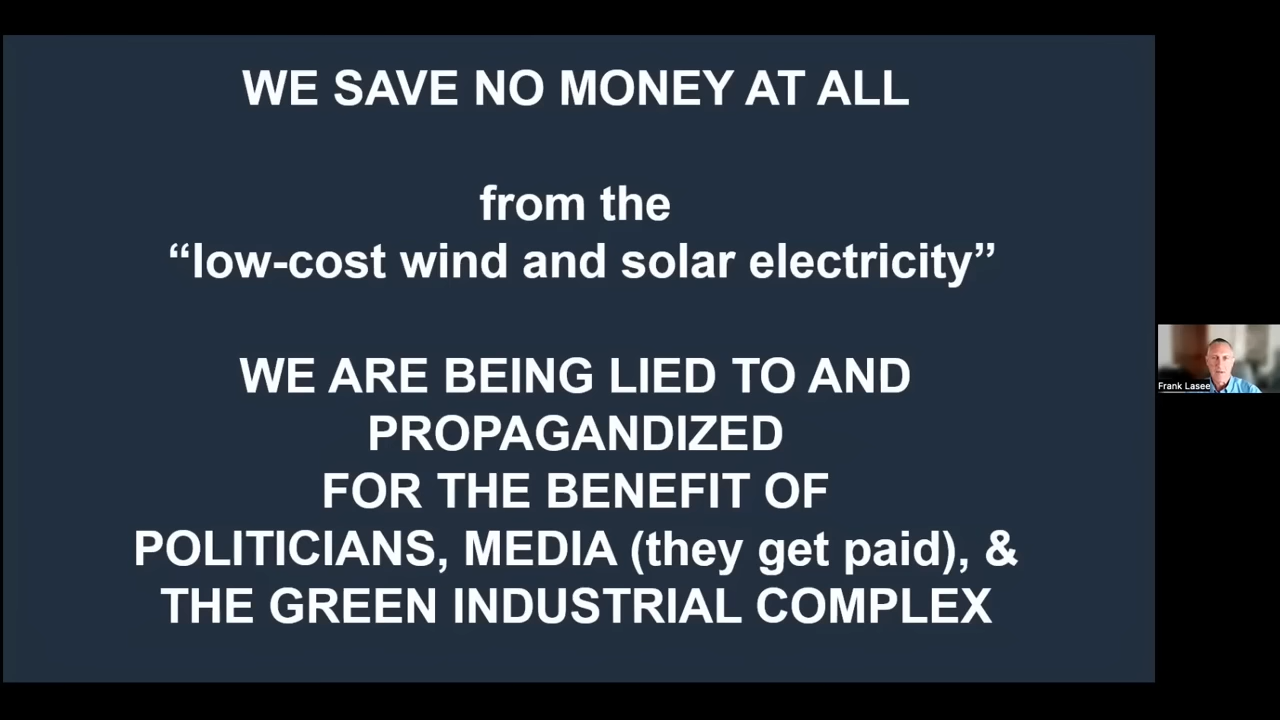 WE SAVE NO MONEY AT ALL
from the
“low-cost wind and solar electricity”
WE ARE BEING LIED TO AND
PROPAGANDIZED
FOR THE BENEFIT OF
POLITICIANS, MEDIA (they get paid), &
THE GREEN INDUSTRIAL COMPLEX
Frank Lasee